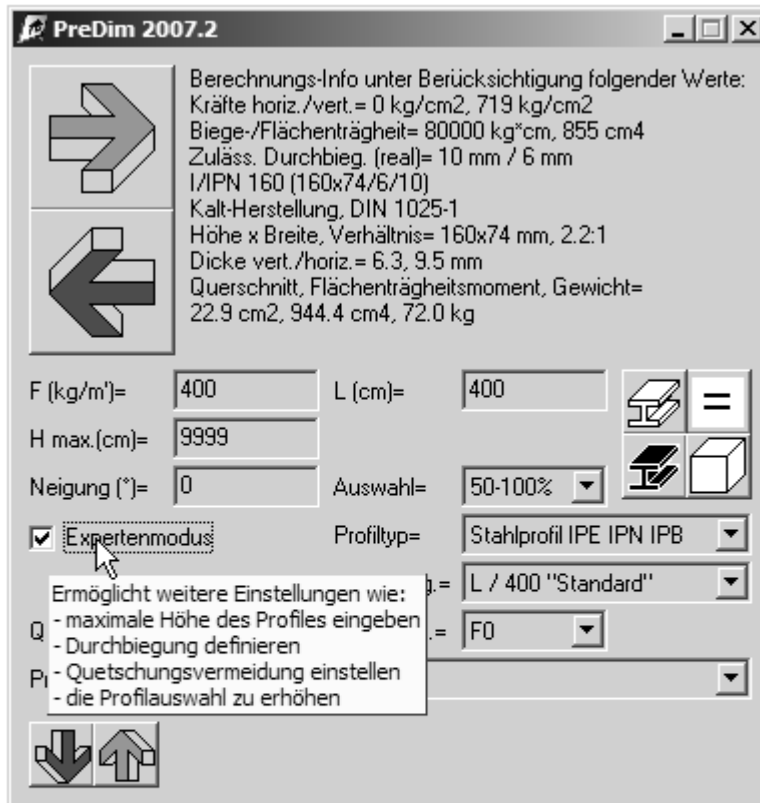 PreDim 2007.2
Berechnungs-Info unter Berücksichtigung folgender Werte:
Kräfte horiz./vert.= 0 kg/cm2, 719 kg/cm2
Biege-/Flächenträgheit= 80000 kg*cm, 855 cm4
Zuläss. Durchbieg. (real)= 10 mm / 6 mm
I/IPN 160 (160x74/6/10)
Kalt-Herstellung, DIN 1025-1
Höhe x Breite, Verhältnis= 160x74 mm, 2.2:1
Dicke vert./horiz.= 6.3, 9.5 mm
Querschnitt, Flächenträgheitsmoment, Gewicht=
22.9 cm2, 944.4 cm4, 72.0 kg
F (kg/m')= 400 L (cm)= 400
=
H max.(cm)= 9999
Neigung (°)= 0 Auswahl= 50-100%
Expertenmodus Profiltyp= Stahlprofil IPE IPN IPB
g.= L / 400 "Standard"
Q .= F0
Ermöglicht weitere Einstellungen wie:
- maximale Höhe des Profiles eingeben
- Durchbiegung definieren
- Quetschungsvermeidung einstellen
- die Profilauswahl zu erhöhen